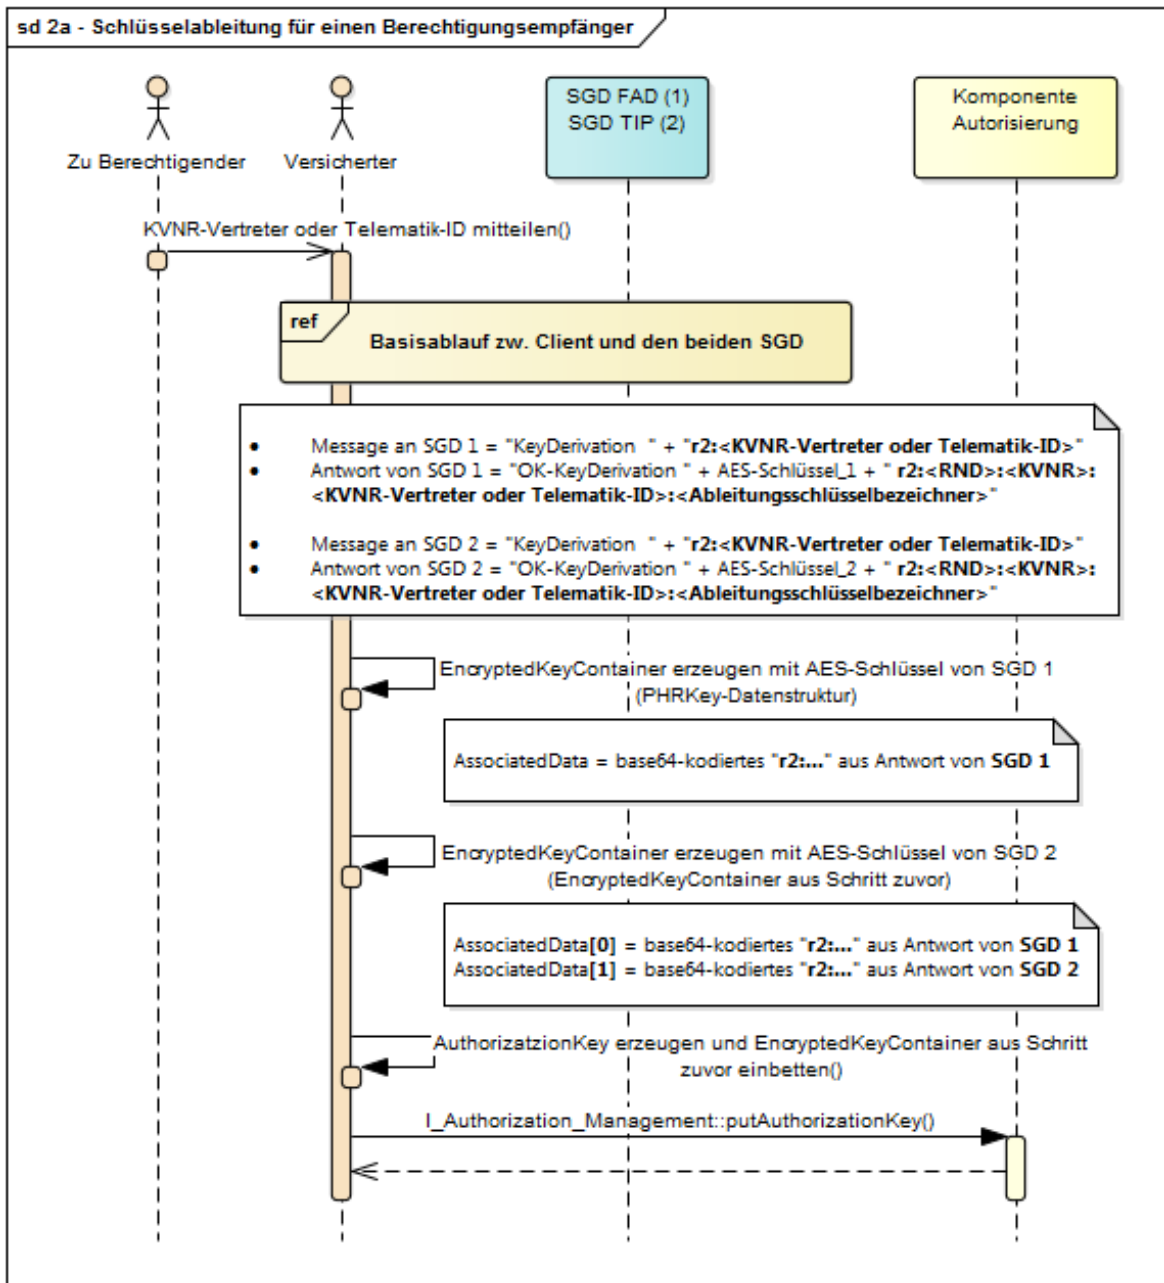 sd 2a - Schlüsselableitung für einen Berechtigungsempfänger
SGD FAD (1)
SGD TIP (2)
Komponente
Autorisierung
Zu Berechtigender
Versicherter
KVNR-Vertreter oder Telematik-ID mitteilen()
ref
Basisablauf zw. Client und den beiden SGD
• Message an SGD 1 = "KeyDerivation " + "r2:<KVNR-Vertreter oder Telematik-ID>"
• Antwort von SGD 1 = "OK-KeyDerivation " + AES-Schlüssel_1 + " r2:<RND>:<KVNR>:
<KVNR-Vertreter oder Telematik-ID>:<Ableitungsschlüsselbezeichner>"
• Message an SGD 2 = "KeyDerivation " + "r2:<KVNR-Vertreter oder Telematik-ID>"
• Antwort von SGD 2 = "OK-KeyDerivation " + AES-Schlüssel_2 + " r2:<RND>:<KVNR>:
<KVNR-Vertreter oder Telematik-ID>:<Ableitungsschlüsselbezeichner>"
EncryptedKeyContainer erzeugen mit AES-Schlüssel von SGD 1
(PHRKey-Datenstruktur)
AssociatedData = base64-kodiertes "r2:..." aus Antwort von SGD 1
EncryptedKeyContainer erzeugen mit AES-Schlüssel von SGD 2
(EncryptedKeyContainer aus Schritt zuvor)
AssociatedData[0] = base64-kodiertes "r2:..." aus Antwort von SGD 1
AssociatedData[1] = base64-kodiertes "r2:..." aus Antwort von SGD 2
AuthorizatzionKey erzeugen und EncryptedKeyContainer aus Schritt
zuvor einbetten()
I_Authorization_Management::putAuthorizationKey()